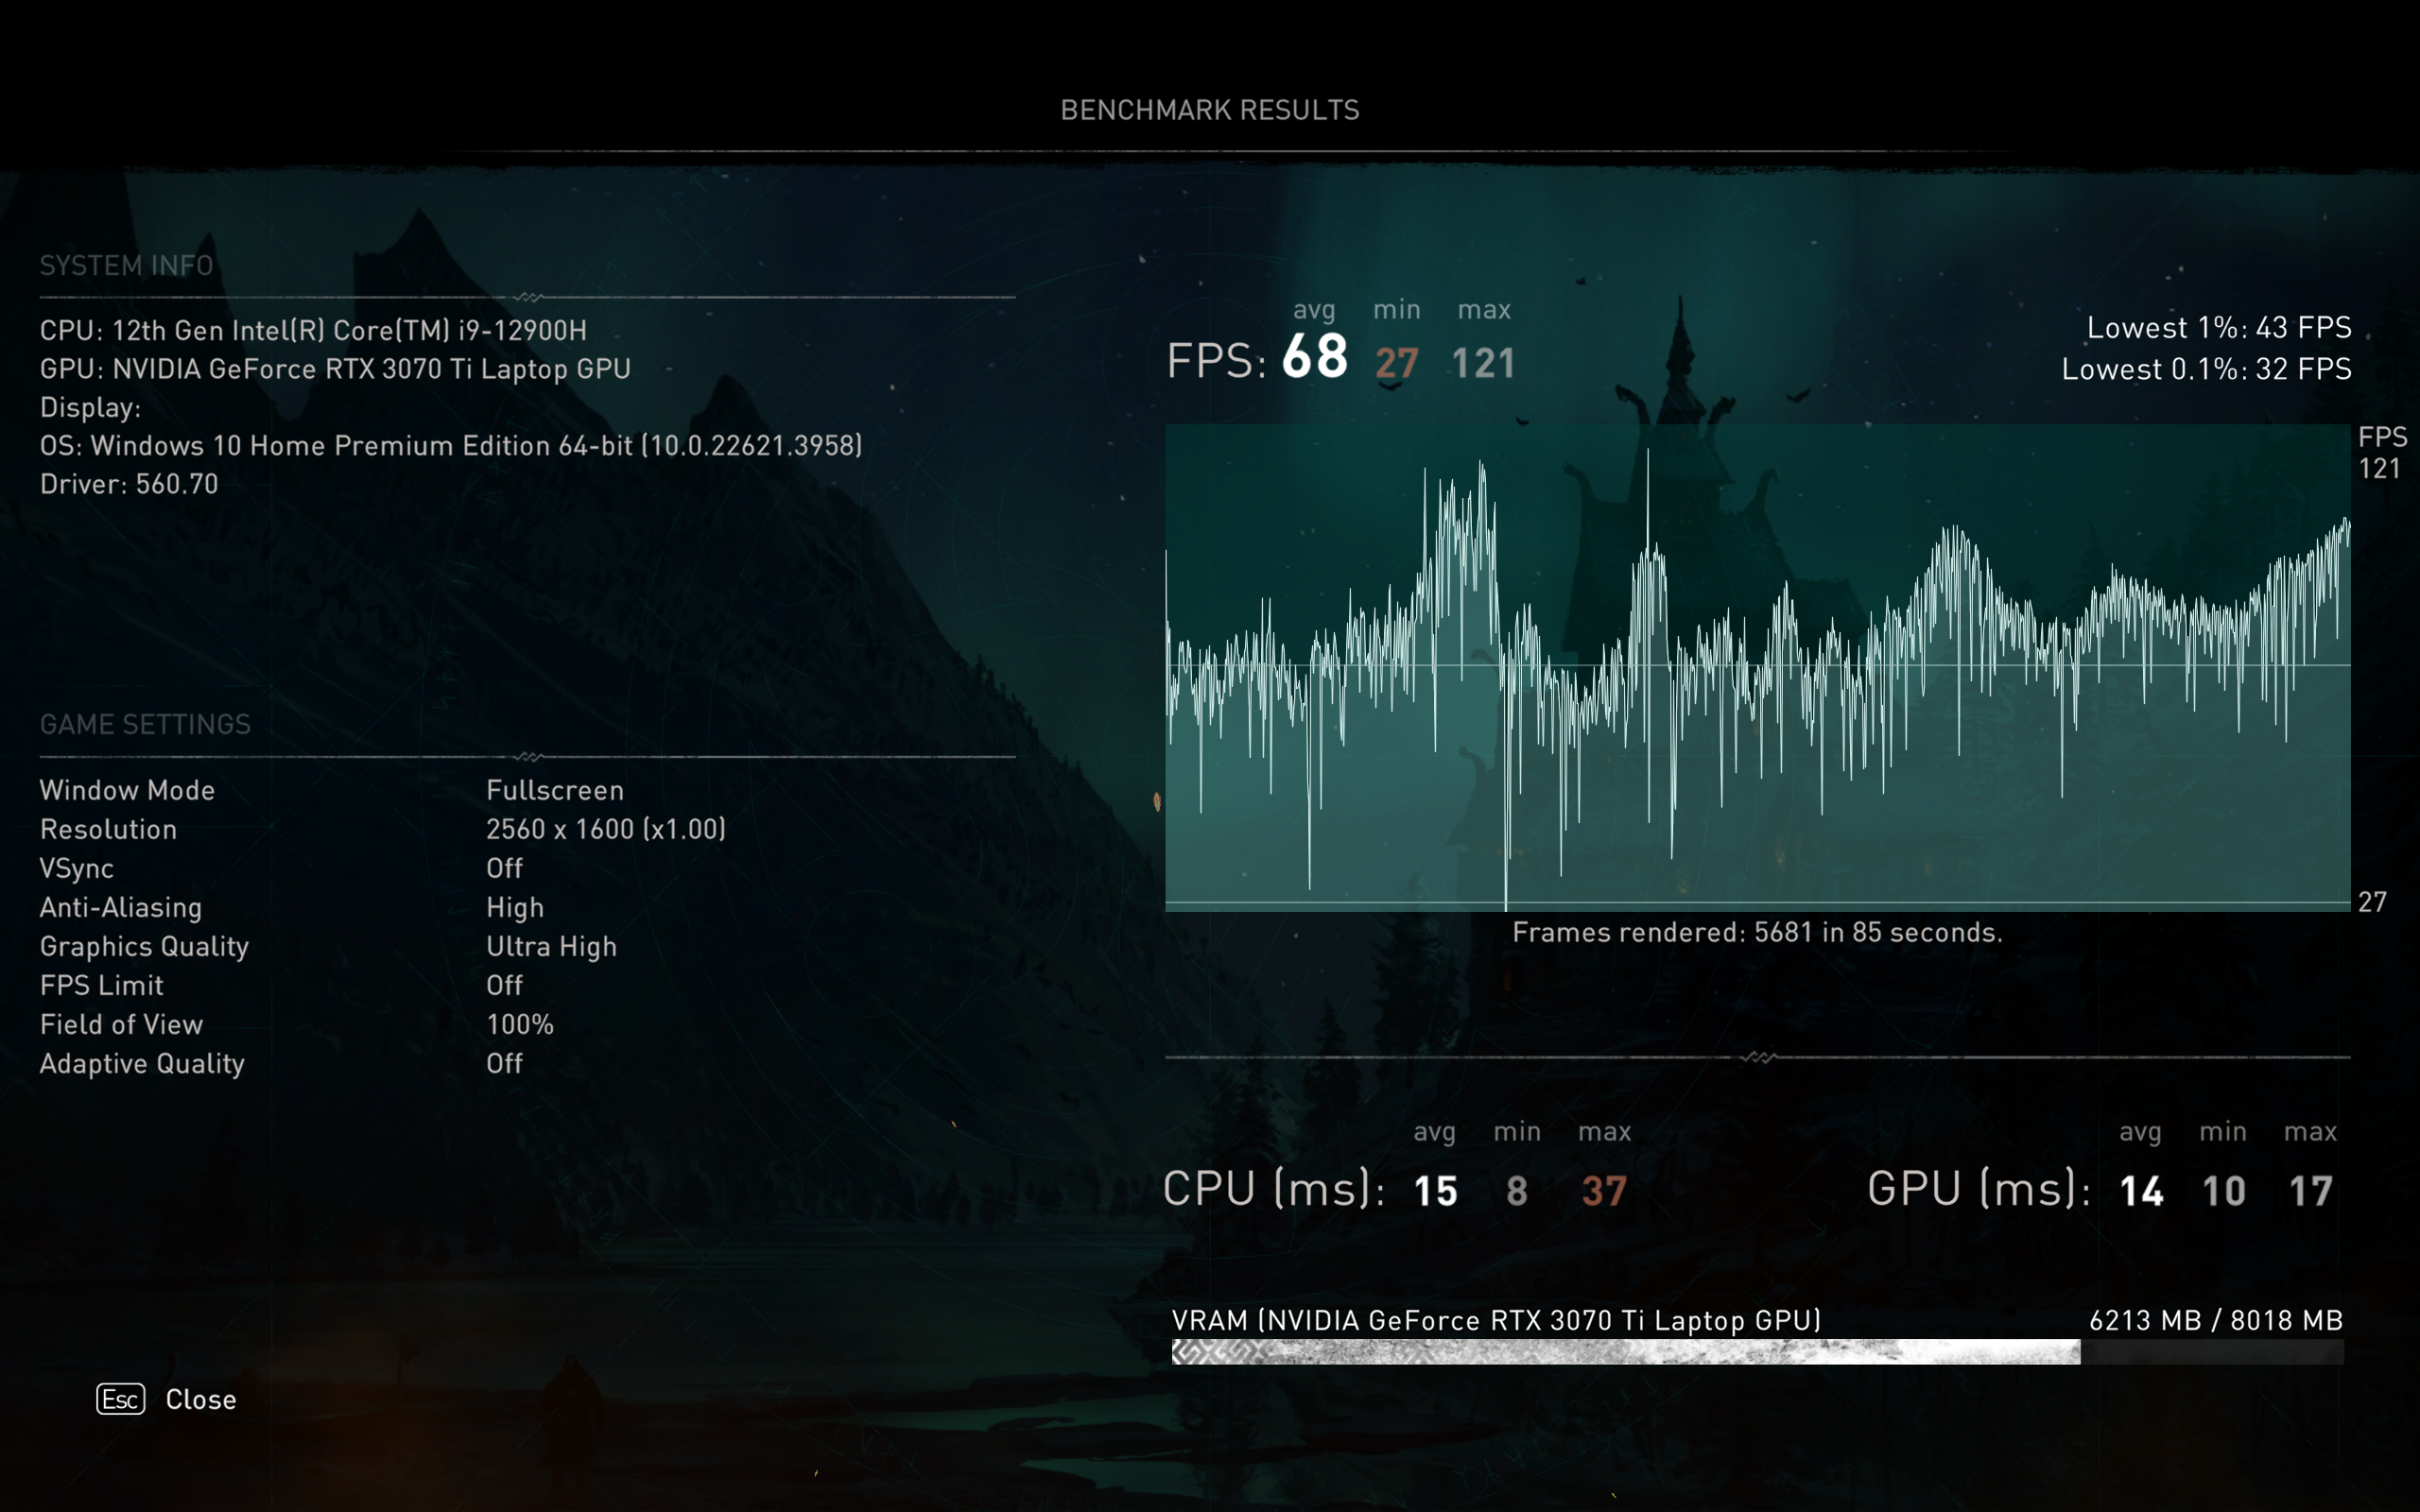 BENCHMARK RESULTS
SYSTEM INFO
CPU: 12th Gen Intel(R) Core(TM) i9-12900H
GPU: NVIDIA GeForce RTX 3070 Ti Laptop GPU
Display:
OS: Windows 10 Home Premium Edition 64-bit (10.0.22621.3958)
Driver: 560.70
GAME SETTINGS
Window Mode Fullscreen
Resolution 2560 x 1600 (x1.00)
VSync Off
Anti-Aliasing High
Graphics Quality Ultra High
FPS Limit Off
Field of View 100%
Adaptive Quality Off
avg min max
FPS: 68 27 121
Lowest 1%: 43 FPS
Lowest 0.1%: 32 FPS
FPS
121
27
Frames rendered: 5681 in 85 seconds.
avg min max
CPU (ms): 15 8 37
avg min max
GPU (ms): 14 10 17
VRAM (NVIDIA GeForce RTX 3070 Ti Laptop GPU) 6213 MB / 8018 MB
Esc Close